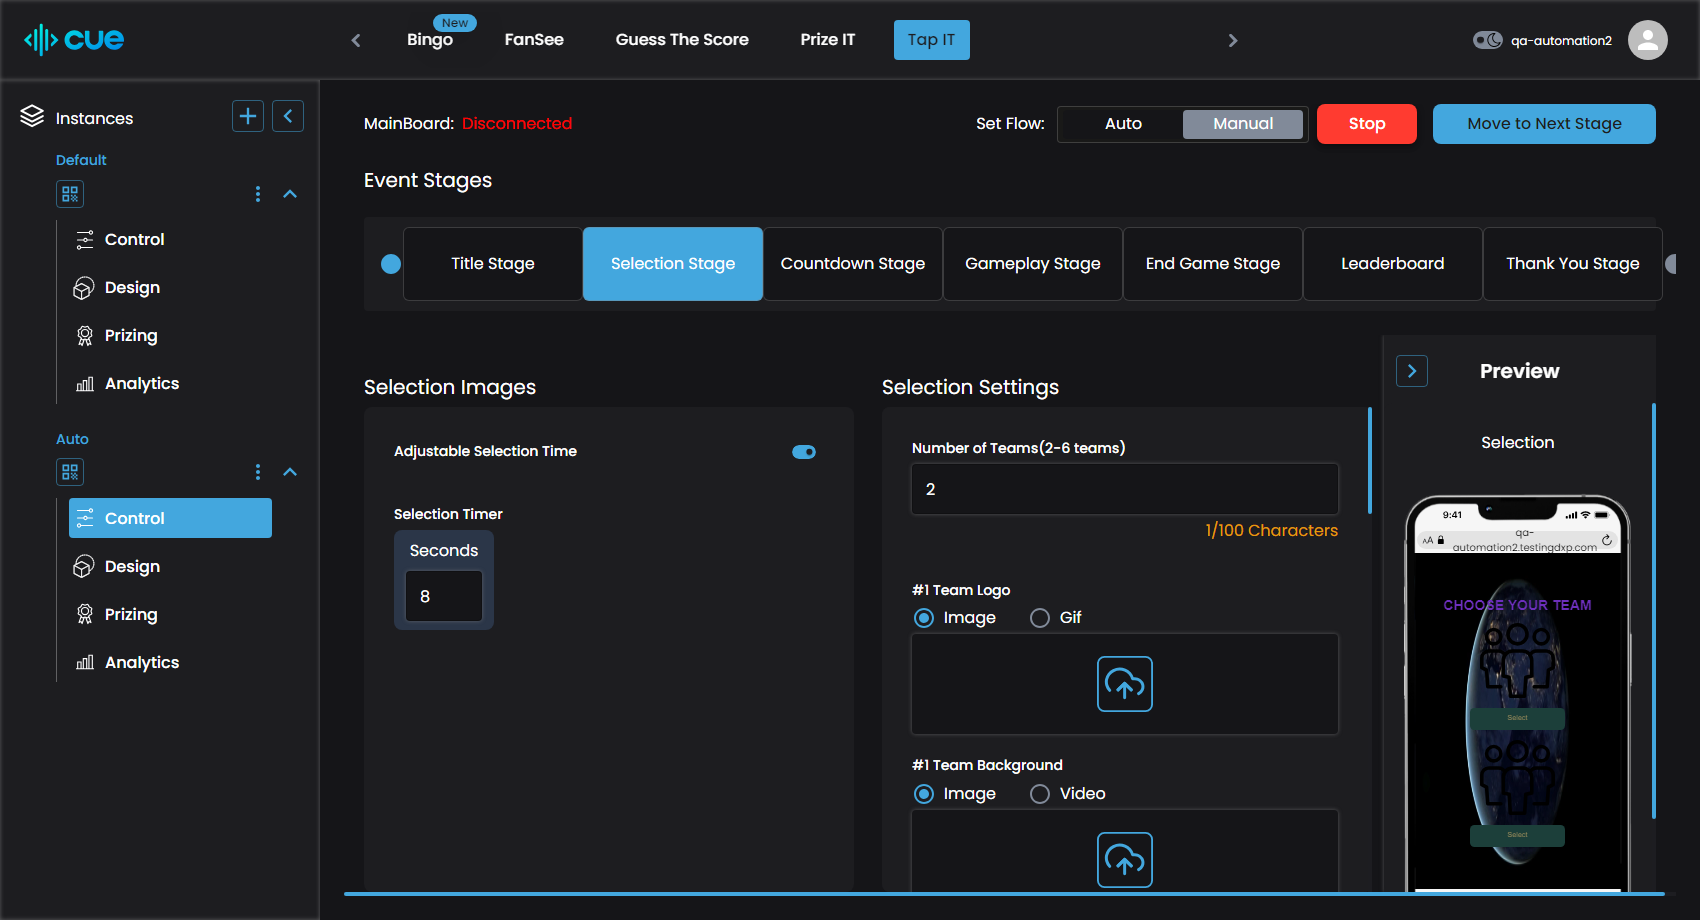 cue
New
Bingo
FanSee
Guess The Score
Prize IT
Tap IT
qa-automation2
Instances
Default
Control
Design
Prizing
Analytics
Auto
Control
Design
Prizing
Analytics
MainBoard: Disconnected
Set Flow:
Auto
Manual
Stop
Move to Next Stage
Event Stages
Title Stage
Selection Stage
Countdown Stage
Gameplay Stage
End Game Stage
Leaderboard
Thank You Stage
Selection Images
Adjustable Selection Time
Selection Timer
Seconds
8
Selection Settings
Number of Teams(2-6 teams)
2
1/100 Characters
#1 Team Logo
Image
Gif
#1 Team Background
Image
Video
Preview
Selection
9:41
AA
qa-
automation2.testingdxp.com
CHOOSE YOUR TEAM
Select
Select